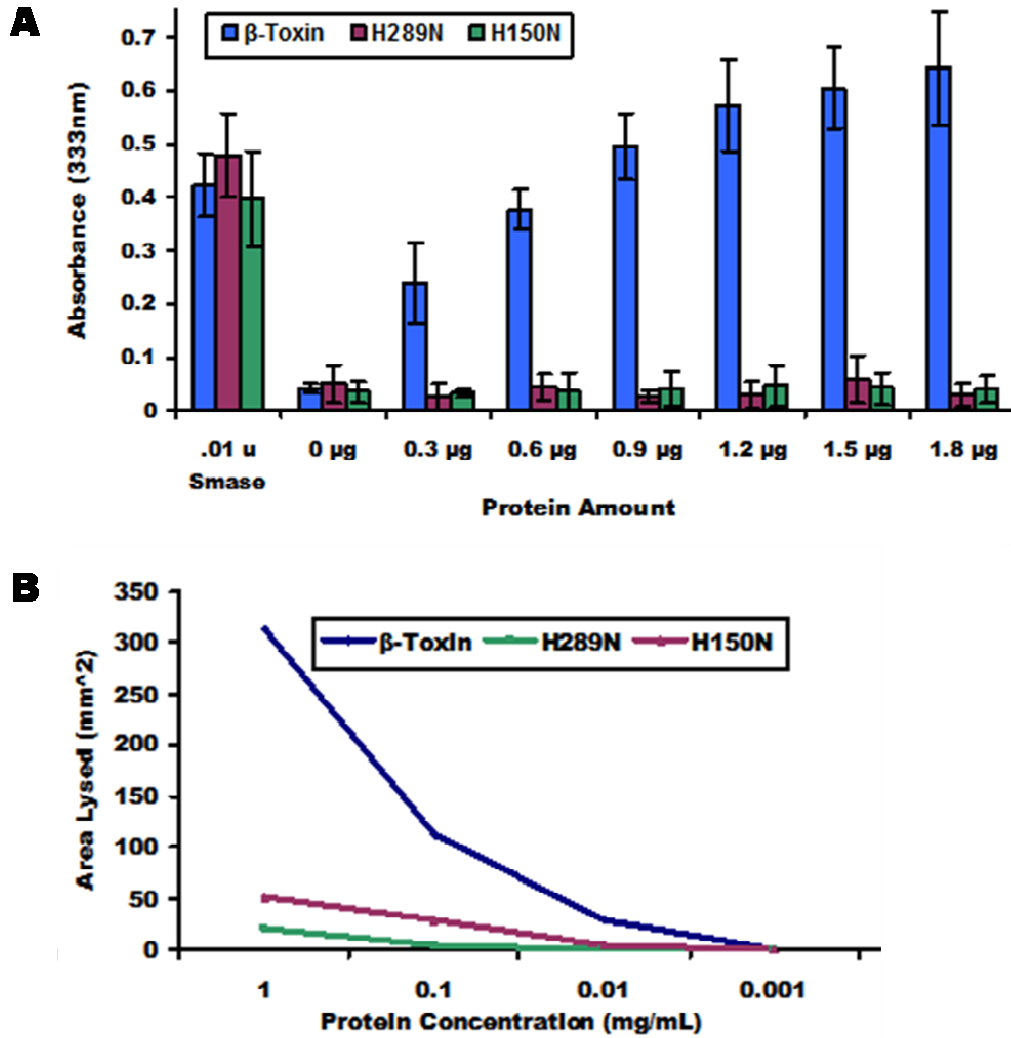 A
β-Toxin H289N H150N
Absorbance (333nm)
0.7
0.6
0.5
0.4
0.3
0.2
0.1
0
.01 u Smase
0 µg
0.3 µg
0.6 µg
0.9 µg
1.2 µg
1.5 µg
1.8 µg
Protein Amount
B
β-Toxin H289N H150N
Area Lysed (mm^2)
350
300
250
200
150
100
50
0
1
0.1
0.01
0.001
Protein Concentration (mg/mL)